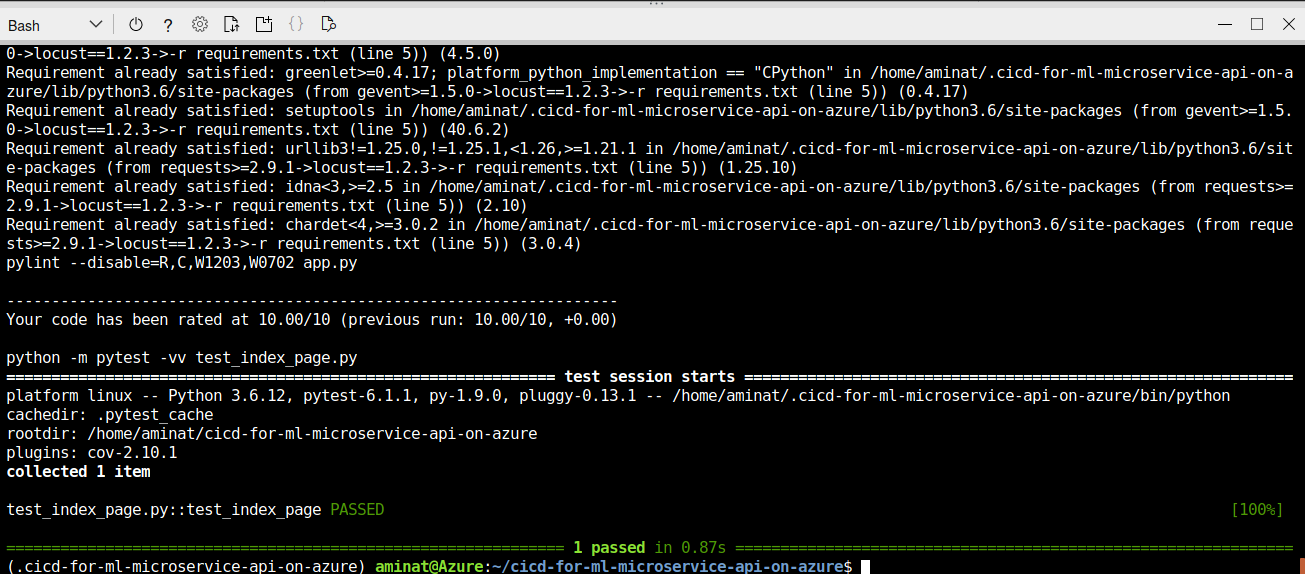 Bash
0->locust==1.2.3->-r requirements.txt (line 5)) (4.5.0)
Requirement already satisfied: greenlet>=0.4.17; platform_python_implementation == "CPython" in /home/aminat/.cicd-for-ml-microservice-api-on-a
zure/lib/python3.6/site-packages (from gevent>=1.5.0->locust==1.2.3->-r requirements.txt (line 5)) (0.4.17)
Requirement already satisfied: setuptools in /home/aminat/.cicd-for-ml-microservice-api-on-azure/lib/python3.6/site-packages (from gevent>=1.5.
0->locust==1.2.3->-r requirements.txt (line 5)) (40.6.2)
Requirement already satisfied: urllib3!=1.25.0,!=1.25.1,<1.26,>=1.21.1 in /home/aminat/.cicd-for-ml-microservice-api-on-azure/lib/python3.6/sit
e-packages (from requests>=2.9.1->locust==1.2.3->-r requirements.txt (line 5)) (1.25.10)
Requirement already satisfied: idna<3,>=2.5 in /home/aminat/.cicd-for-ml-microservice-api-on-azure/lib/python3.6/site-packages (from requests>=
2.9.1->locust==1.2.3->-r requirements.txt (line 5)) (2.10)
Requirement already satisfied: chardet<4,>=3.0.2 in /home/aminat/.cicd-for-ml-microservice-api-on-azure/lib/python3.6/site-packages (from reque
sts>=2.9.1->locust==1.2.3->-r requirements.txt (line 5)) (3.0.4)
pylint --disable=R,C,W1203,W0702 app.py
--------------------------------------------------------------------
Your code has been rated at 10.00/10 (previous run: 10.00/10, +0.00)
python -m pytest -vv test_index_page.py
============================================================= test session starts =============================================================
platform linux -- Python 3.6.12, pytest-6.1.1, py-1.9.0, pluggy-0.13.1 -- /home/aminat/.cicd-for-ml-microservice-api-on-azure/bin/python
cachedir: .pytest_cache
rootdir: /home/aminat/cicd-for-ml-microservice-api-on-azure
plugins: cov-2.10.1
collected 1 item
test_index_page.py::test_index_page PASSED [100%]
============================================================== 1 passed in 0.87s ==============================================================
(.cicd-for-ml-microservice-api-on-azure) aminat@Azure:~/cicd-for-ml-microservice-api-on-azure$